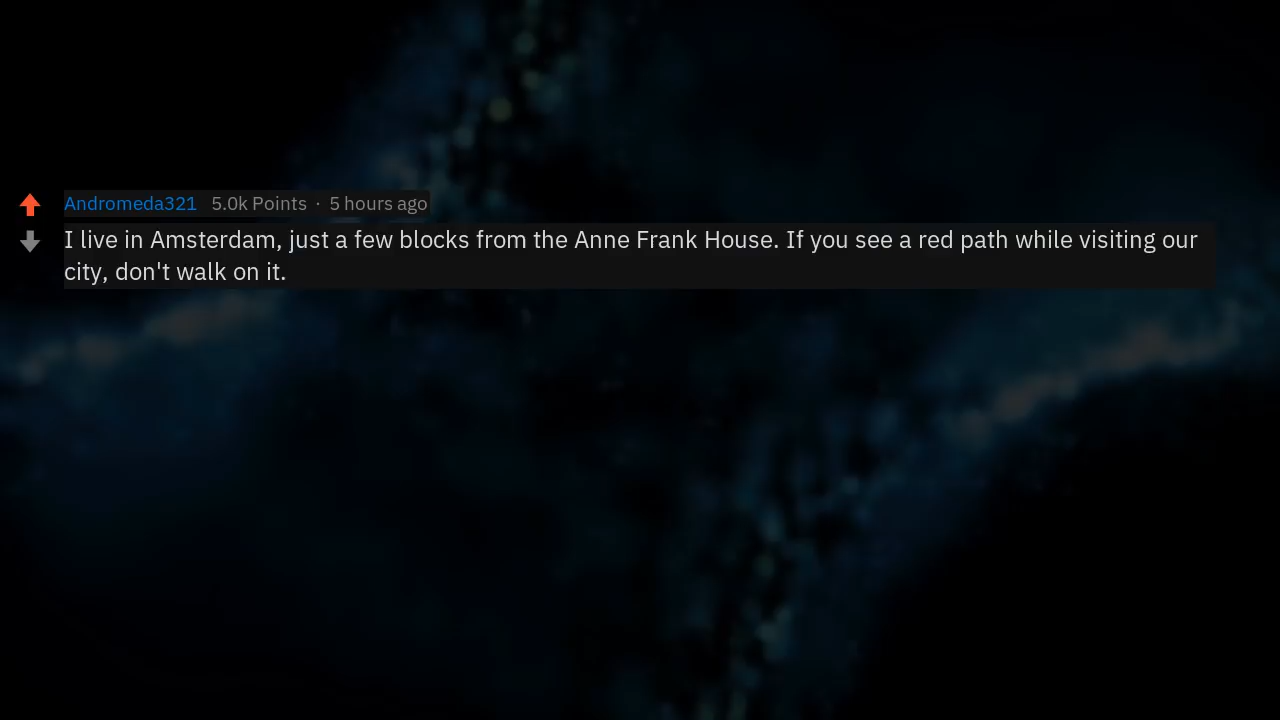 Andromeda321 5.0k Points · 5 hours ago
I live in Amsterdam, just a few blocks from the Anne Frank House. If you see a red path while visiting our
city, don't walk on it.